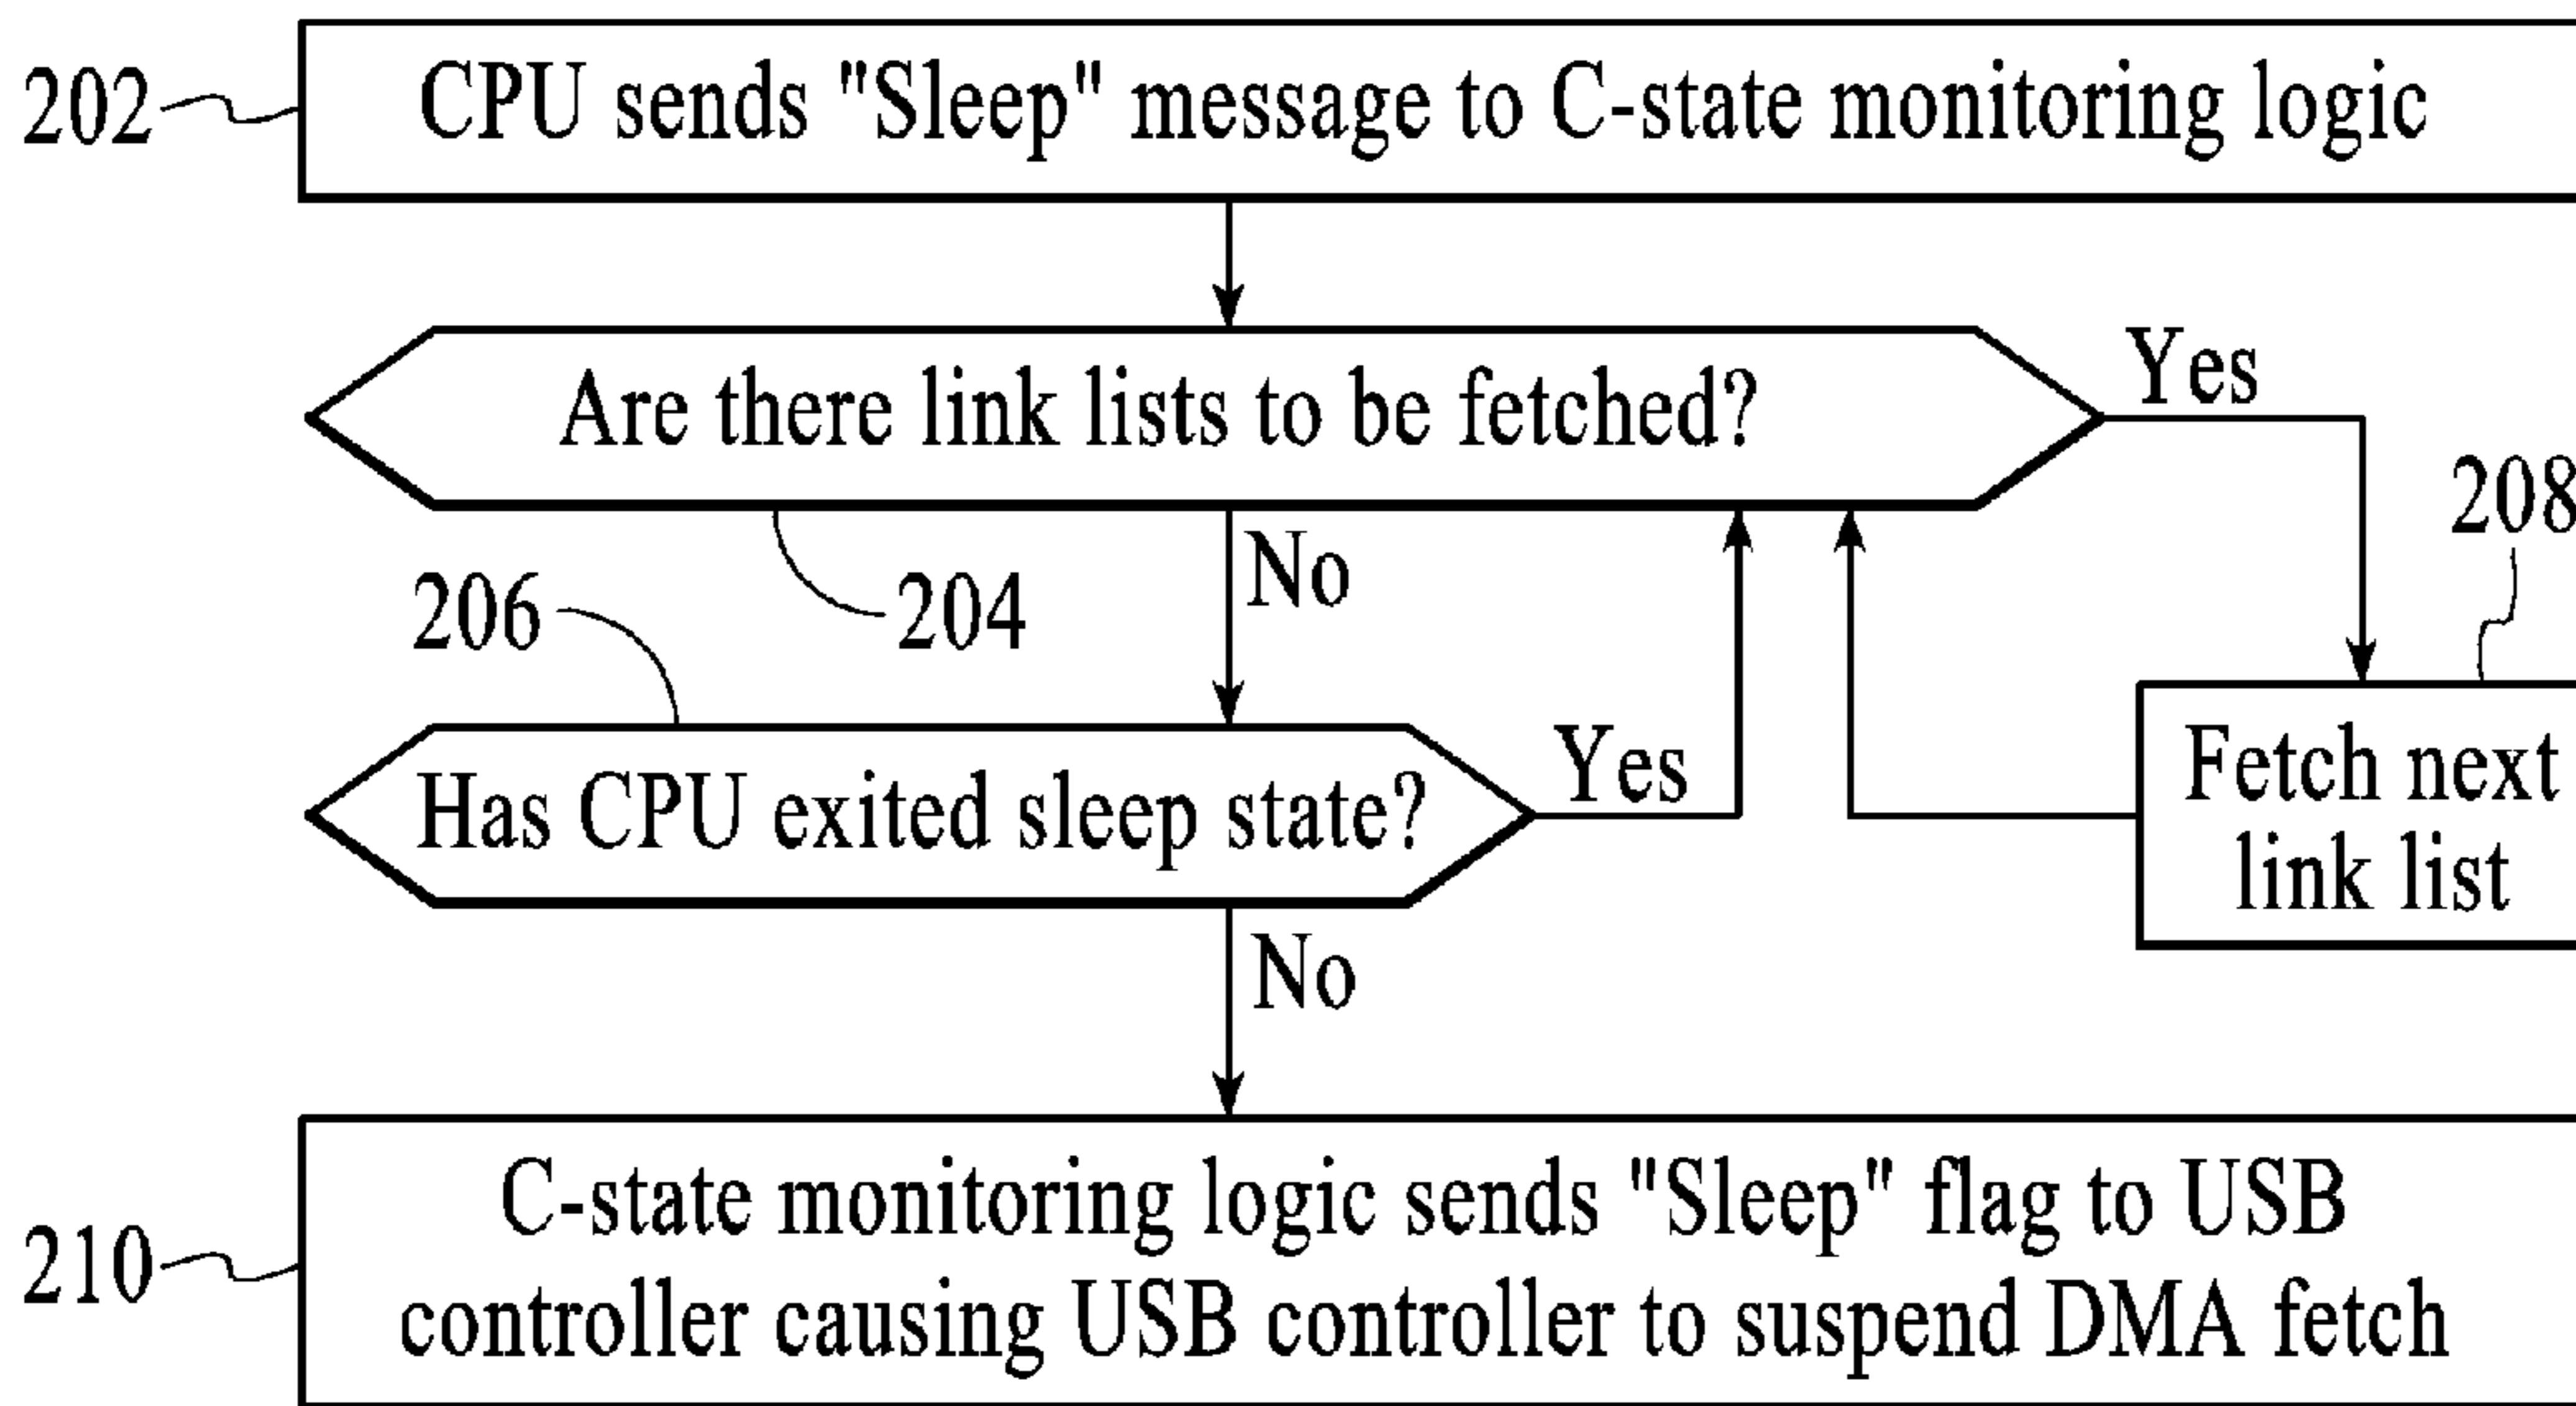 202
CPU sends "Sleep" message to C-state monitoring logic
Are there link lists to be fetched?
Yes
208
No
206
204
Has CPU exited sleep state?
Yes
Fetch next
link list
No
210
C-state monitoring logic sends "Sleep" flag to USB
controller causing USB controller to suspend DMA fetch